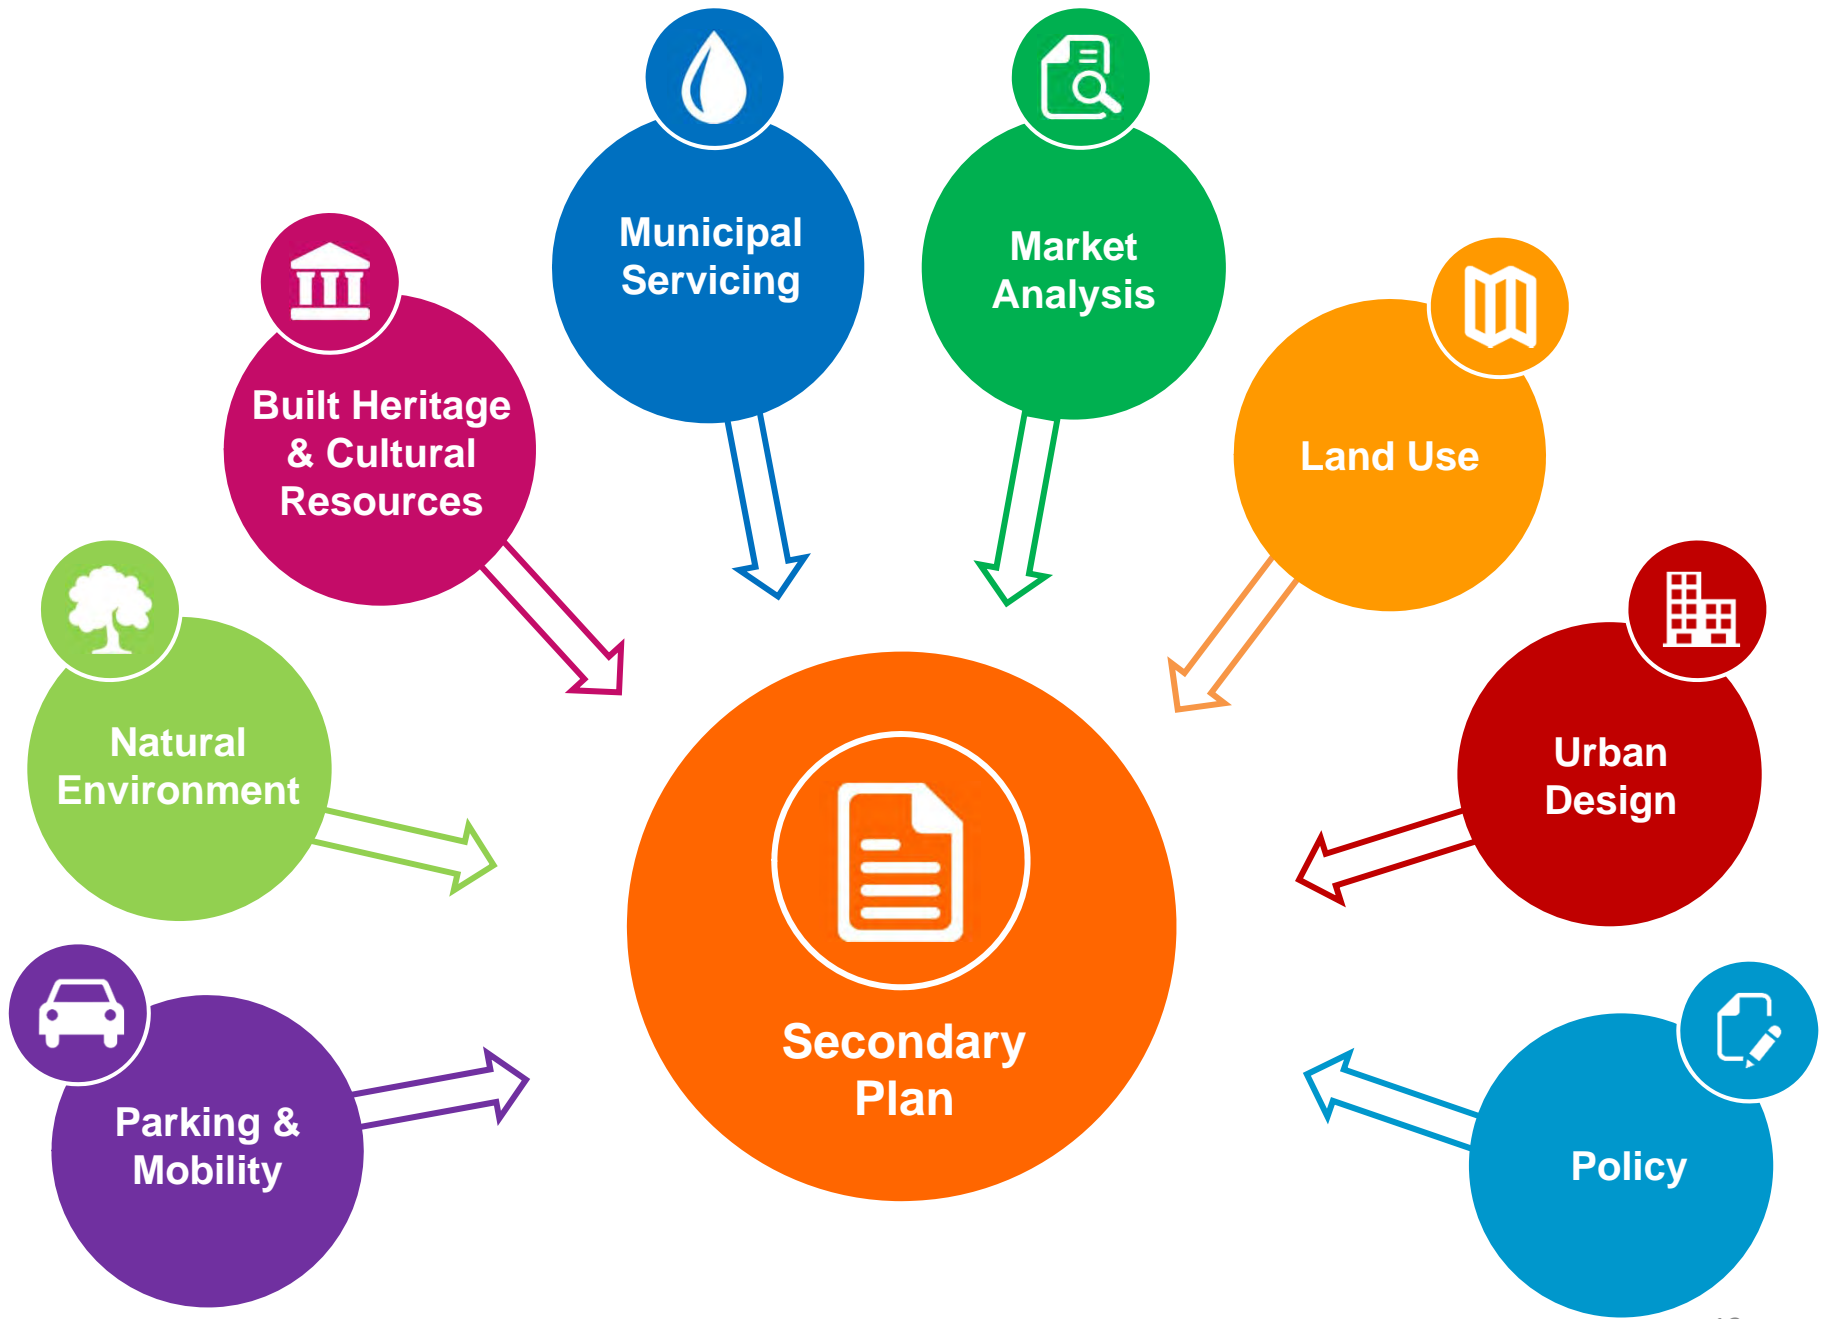 Municipal
Servicing
Market
Analysis
Built Heritage
& Cultural
Resources
Land Use
Natural
Environment
Urban
Design
Secondary
Plan
Parking &
Mobility
Policy